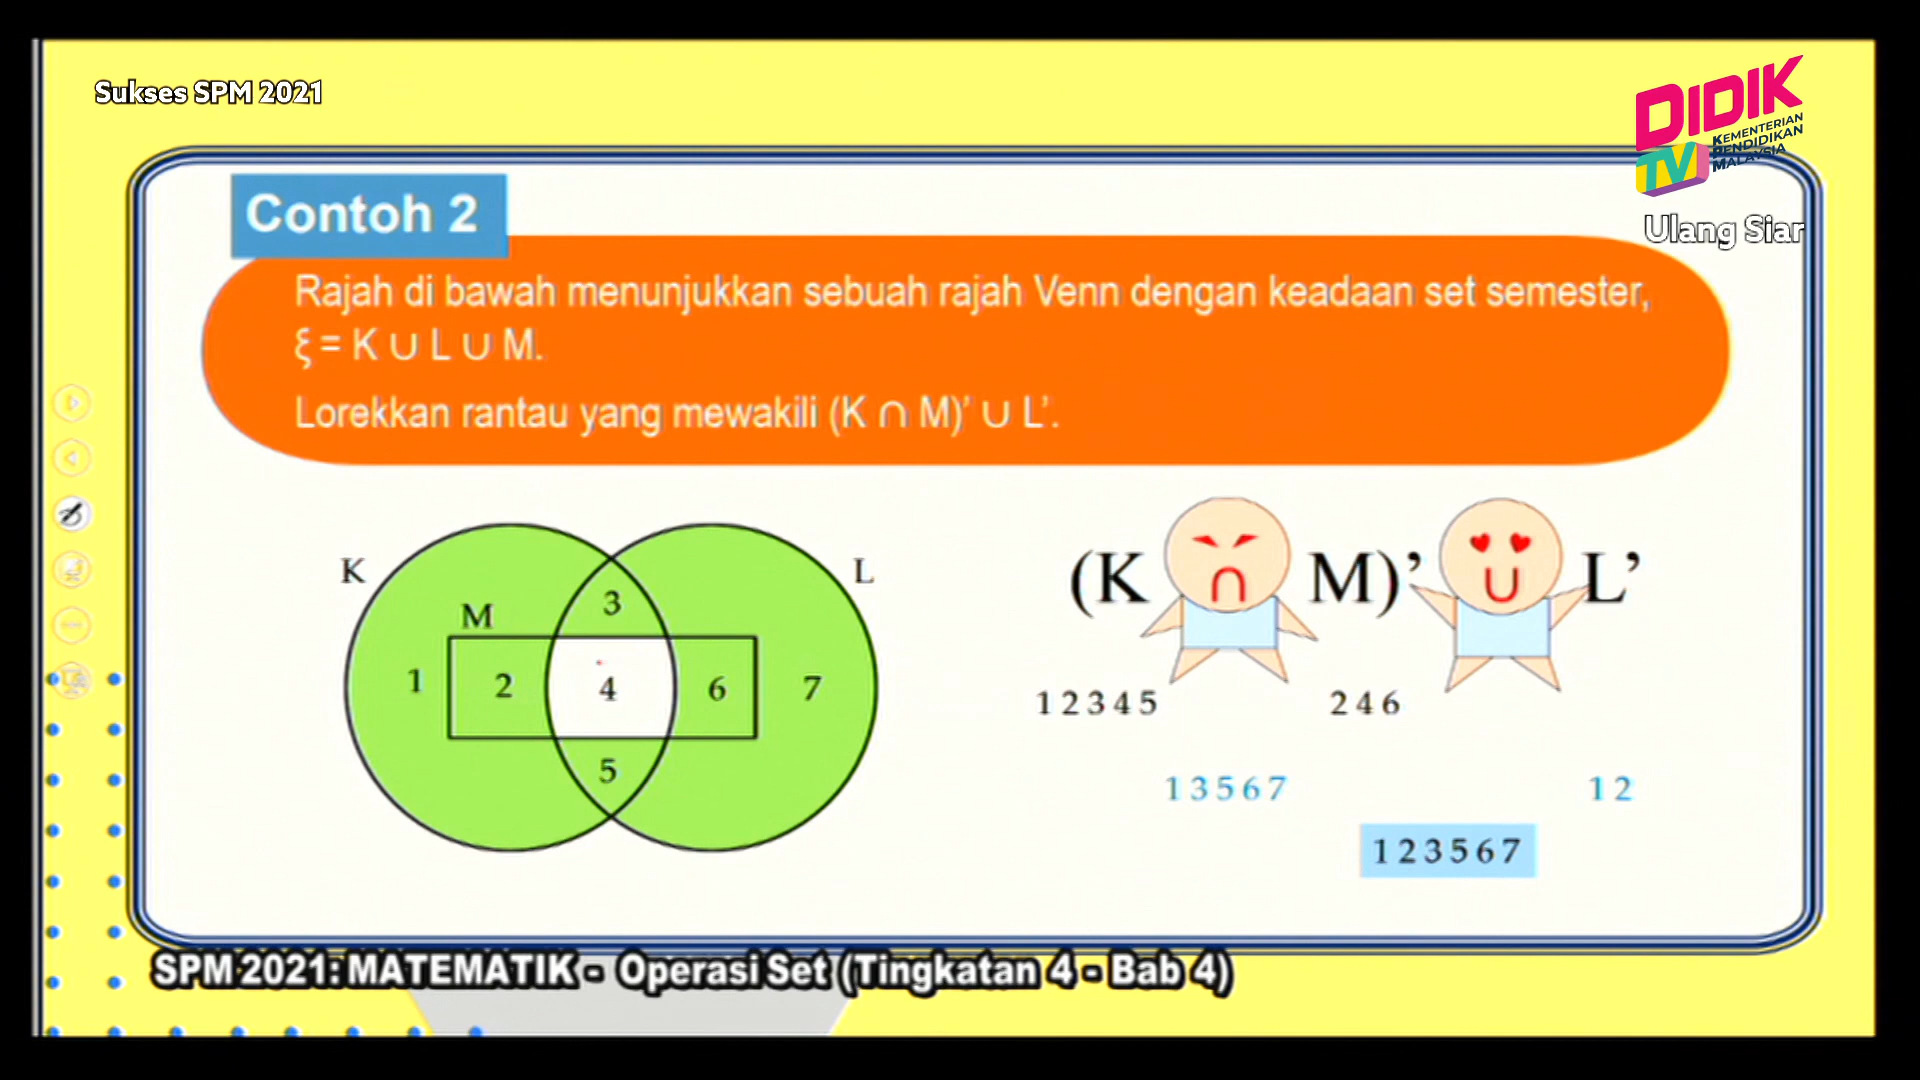 Sukses SPM 2021
DIDIK
TV
KEMENTERIAN
PENDIDIKAN
MALAYSIA
Ulang Siar
Contoh 2
Rajah di bawah menunjukkan sebuah rajah Venn dengan keadaan set semester,
ξ = K ∪ L ∪ M.
Lorekkan rantau yang mewakili (K ∩ M)’ ∪ L’.
K
L
M
3
1
2
4
6
7
5
(K ∩ M)’ ∪ L’
1 2 3 4 5
2 4 6
1 3 5 6 7
1 2
1 2 3 5 6 7
SPM 2021: MATEMATIK - Operasi Set (Tingkatan 4 - Bab 4)